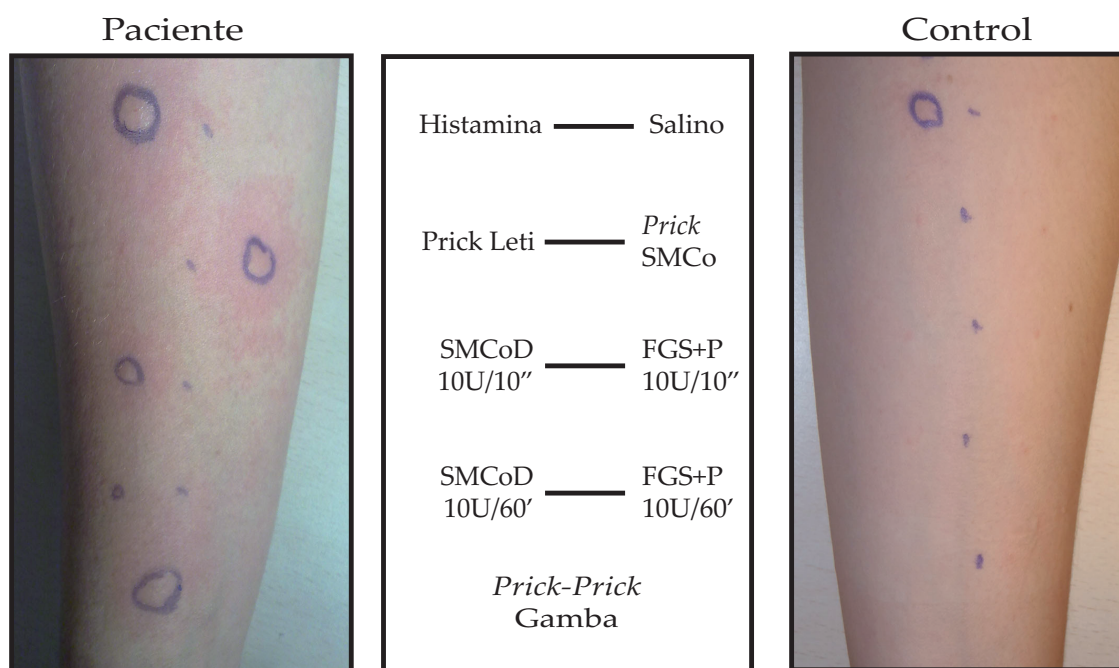 Paciente
Control
Histamina
Salino
Prick Leti
Prick
SMCo
SMCoD
10U/10”
FGS+P
10U/10”
SMCoD
10U/60’
FGS+P
10U/60’
Prick-Prick
Gamba